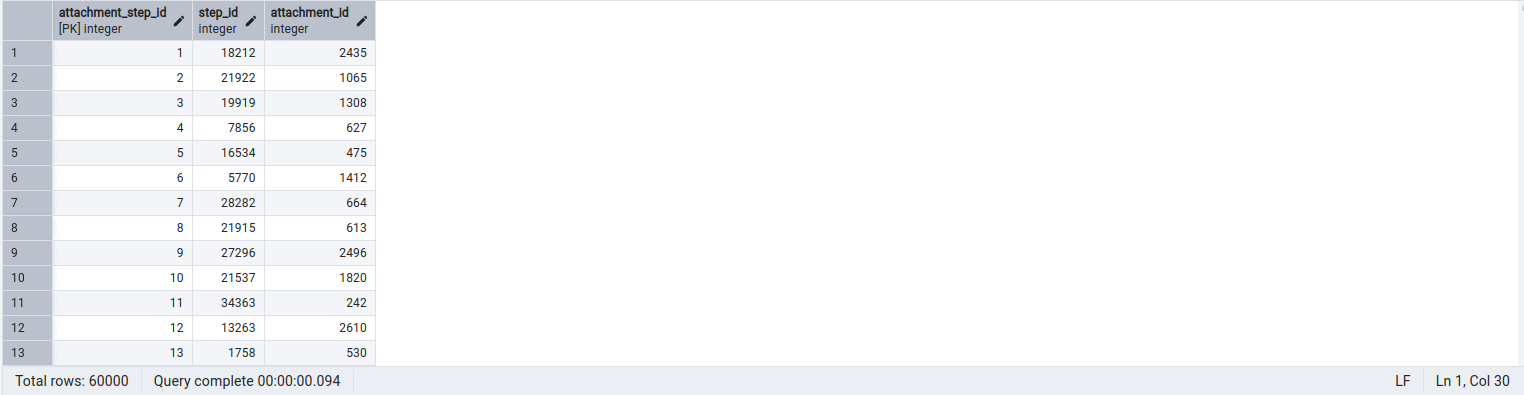 attachment_step_id step_id attachment_id
[PK] integer integer integer
1 1 18212 2435
2 2 21922 1065
3 3 19919 1308
4 4 7856 627
5 5 16534 475
6 6 5770 1412
7 7 28282 664
8 8 21915 613
9 9 27296 2496
10 10 21537 1820
11 11 34363 242
12 12 13263 2610
13 13 1758 530
Total rows: 60000 Query complete 00:00:00.094 LF Ln 1, Col 30